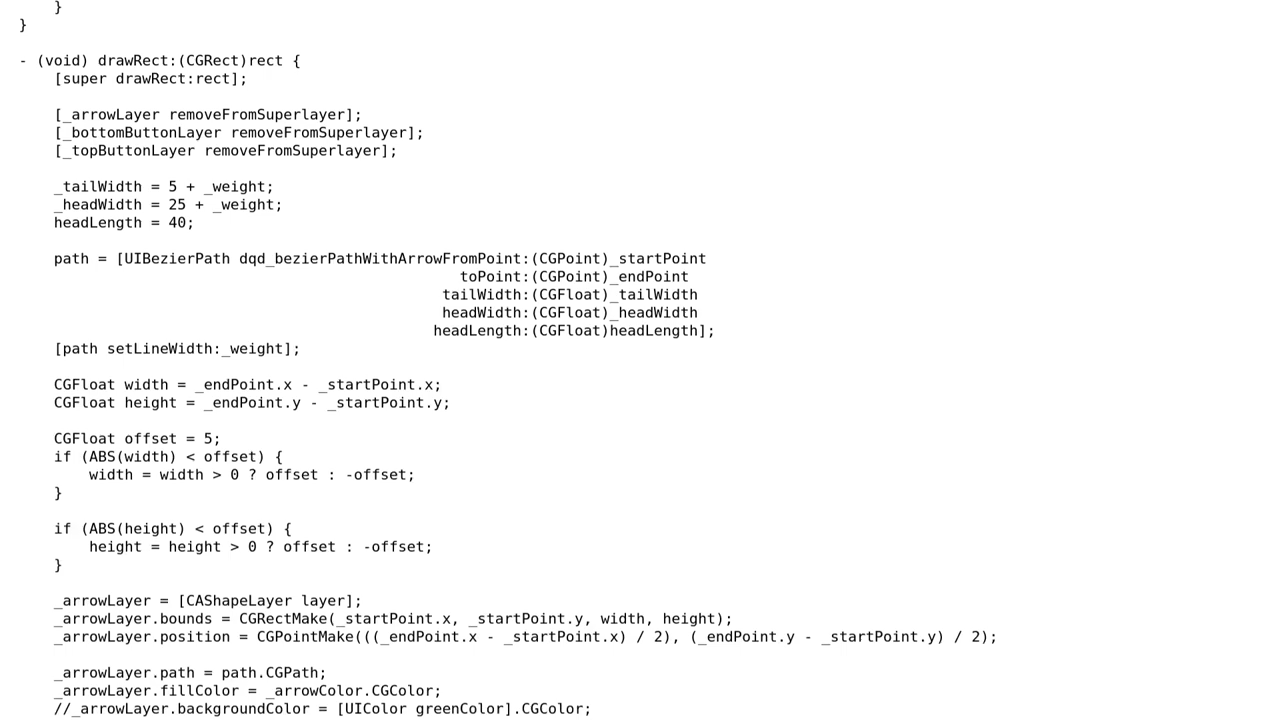 }
}

- (void) drawRect:(CGRect)rect {
    [super drawRect:rect];

    [_arrowLayer removeFromSuperlayer];
    [_bottomButtonLayer removeFromSuperlayer];
    [_topButtonLayer removeFromSuperlayer];

    _tailWidth = 5 + _weight;
    _headWidth = 25 + _weight;
    headLength = 40;

    path = [UIBezierPath dqd_bezierPathWithArrowFromPoint:(CGPoint)_startPoint
                                                  toPoint:(CGPoint)_endPoint
                                                tailWidth:(CGFloat)_tailWidth
                                                headWidth:(CGFloat)_headWidth
                                               headLength:(CGFloat)headLength];
    [path setLineWidth:_weight];

    CGFloat width = _endPoint.x - _startPoint.x;
    CGFloat height = _endPoint.y - _startPoint.y;

    CGFloat offset = 5;
    if (ABS(width) < offset) {
        width = width > 0 ? offset : -offset;
    }

    if (ABS(height) < offset) {
        height = height > 0 ? offset : -offset;
    }

    _arrowLayer = [CAShapeLayer layer];
    _arrowLayer.bounds = CGRectMake(_startPoint.x, _startPoint.y, width, height);
    _arrowLayer.position = CGPointMake(((_endPoint.x - _startPoint.x) / 2), (_endPoint.y - _startPoint.y) / 2);

    _arrowLayer.path = path.CGPath;
    _arrowLayer.fillColor = _arrowColor.CGColor;
    //_arrowLayer.backgroundColor = [UIColor greenColor].CGColor;